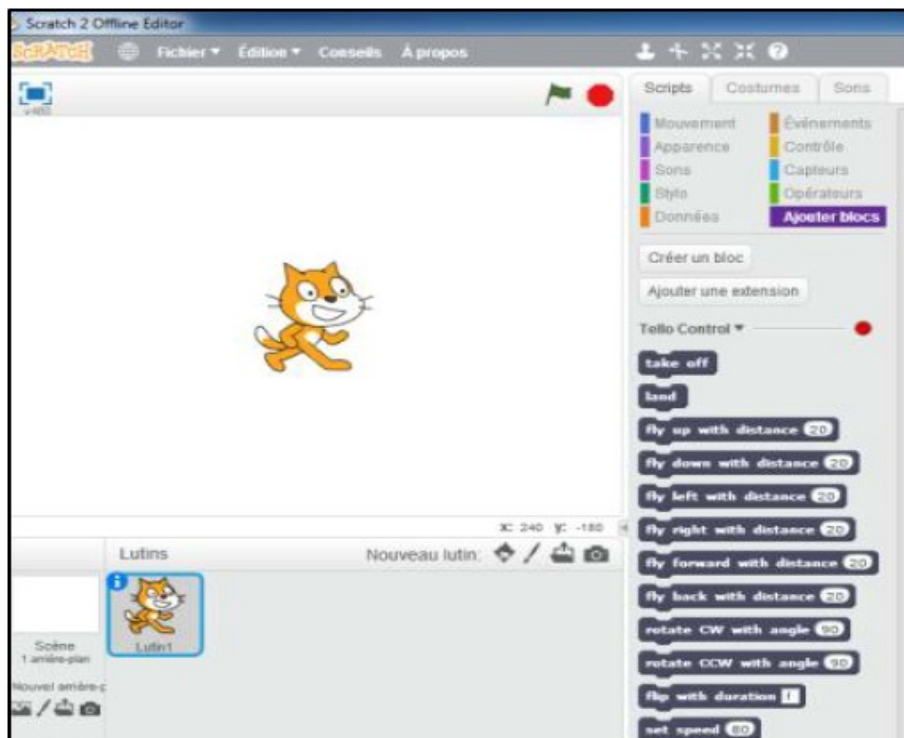 Scratch 2 Offline Editor
SCRATCH Fichier Édition Conseils À propos
Scripts Costumes Sons
Mouvement Événements
Apparence Contrôle
Sons Capteurs
Stylo Opérateurs
Données Ajouter blocs
Créer un bloc
Ajouter une extension
Tello Control
take off
land
fly up with distance 20
fly down with distance 20
fly left with distance 20
fly right with distance 20
fly forward with distance 20
fly back with distance 20
rotate CW with angle 90
rotate CCW with angle 90
flip with duration f
set speed 80
x: 240 y: -180
Lutins Nouveau lutin:
Lutin1
Scène
1 arrière-plan
Nouvel arrière-p